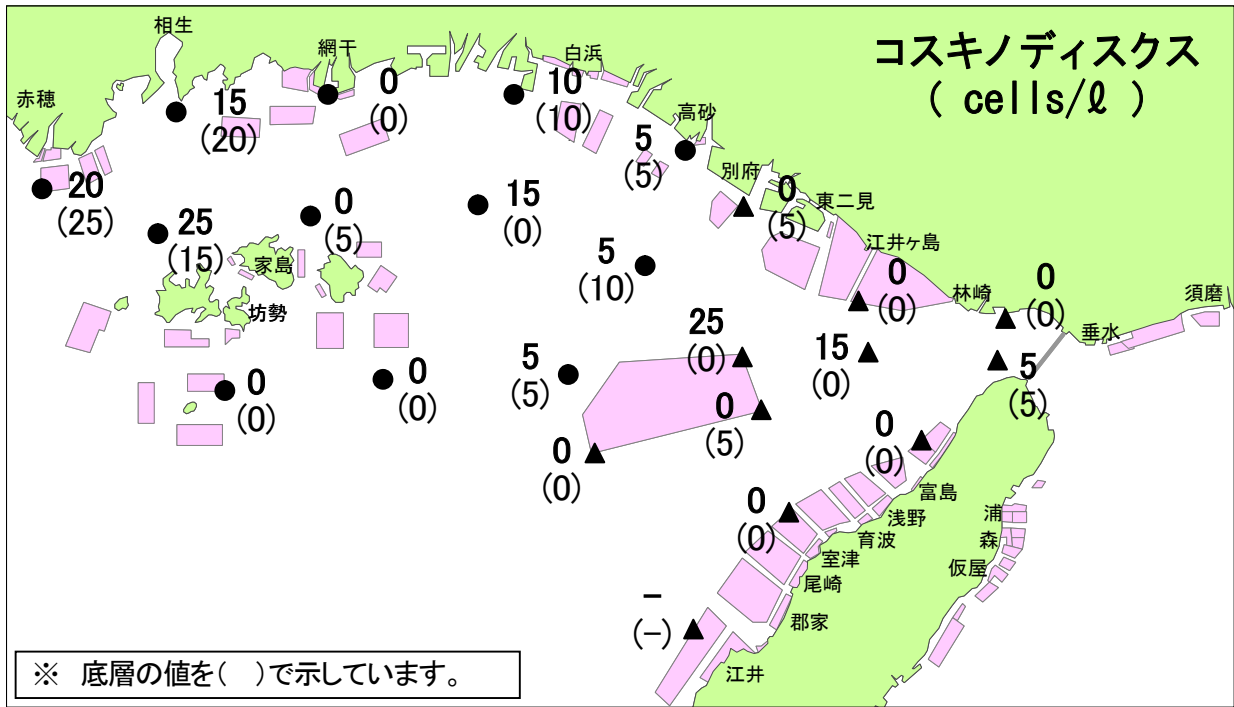 コスキノディスクス
( cells/ℓ )
相生
網干
白浜
赤穂
高砂
別府
東二見
江井ヶ島
林崎
垂水
須磨
家島
坊勢
富島
浅野
育波
室津
尾崎
郡家
江井
浦
森
仮屋
15
(20)
0
(0)
10
(10)
5
(5)
20
(25)
25
(15)
0
(5)
15
(0)
0
(5)
5
(10)
0
(0)
0
(0)
25
(0)
15
(0)
5
(5)
5
(5)
0
(0)
0
(0)
0
(5)
0
(0)
0
(0)
0
(0)
−
(−)
※ 底層の値を( )で示しています。